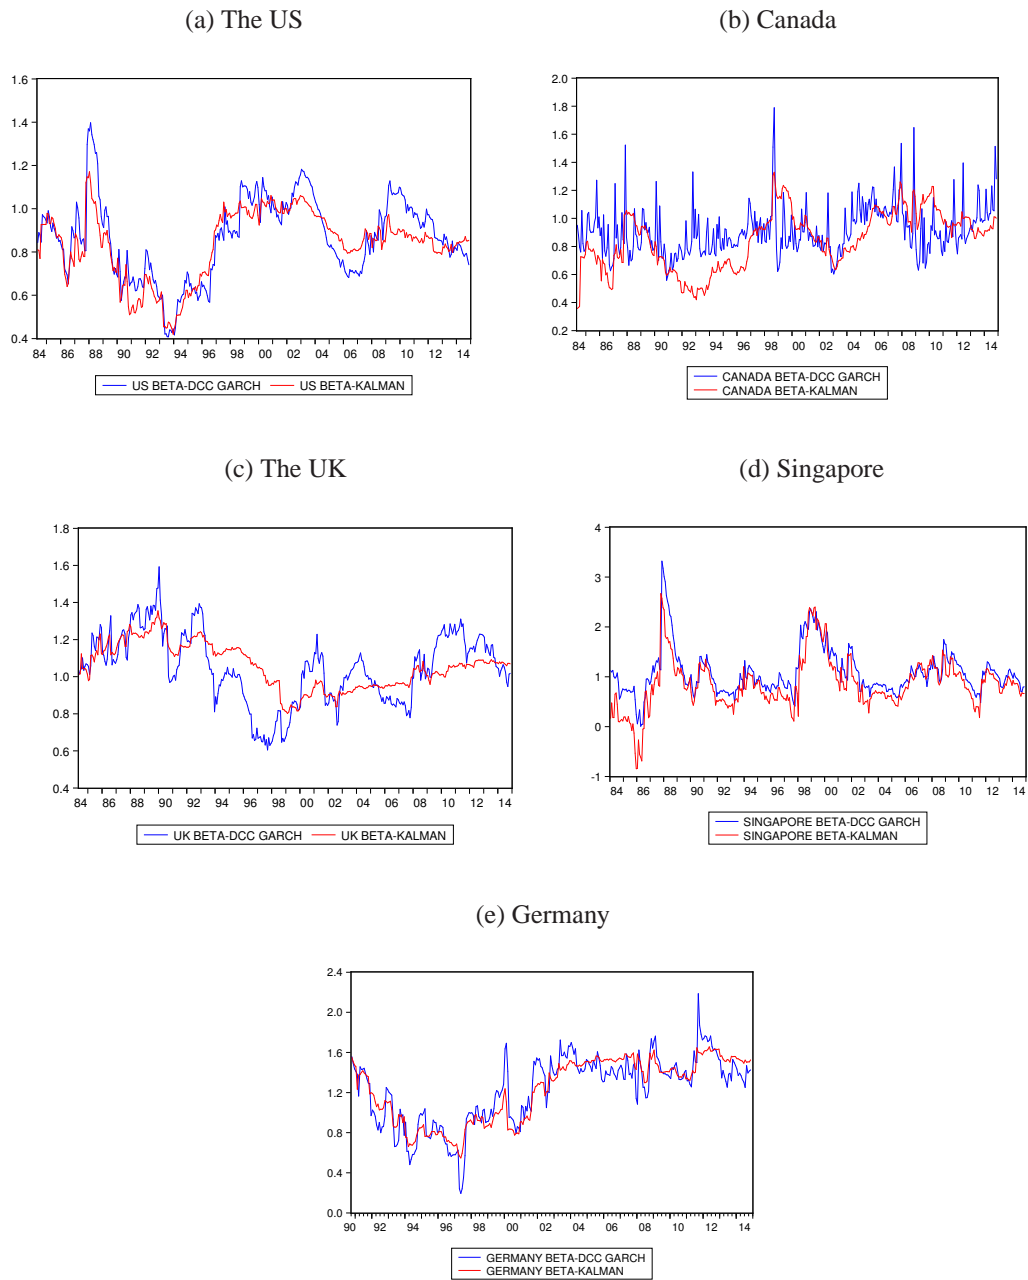 (a) The US
(b) Canada
1.6
1.4
1.2
1.0
0.8
0.6
0.4
84 86 88 90 92 94 96 98 00 02 04 06 08 10 12 14
US BETA-DCC GARCH US BETA-KALMAN
2.0
1.8
1.6
1.4
1.2
1.0
0.8
0.6
0.4
0.2
84 86 88 90 92 94 96 98 00 02 04 06 08 10 12 14
CANADA BETA-DCC GARCH
CANADA BETA-KALMAN
(c) The UK
(d) Singapore
1.8
1.6
1.4
1.2
1.0
0.8
0.6
0.4
84 86 88 90 92 94 96 98 00 02 04 06 08 10 12 14
UK BETA-DCC GARCH UK BETA-KALMAN
4
3
2
1
0
-1
84 86 88 90 92 94 96 98 00 02 04 06 08 10 12 14
SINGAPORE BETA-DCC GARCH
SINGAPORE BETA-KALMAN
(e) Germany
2.4
2.0
1.6
1.2
0.8
0.4
0.0
90 92 94 96 98 00 02 04 06 08 10 12 14
GERMANY BETA-DCC GARCH
GERMANY BETA-KALMAN